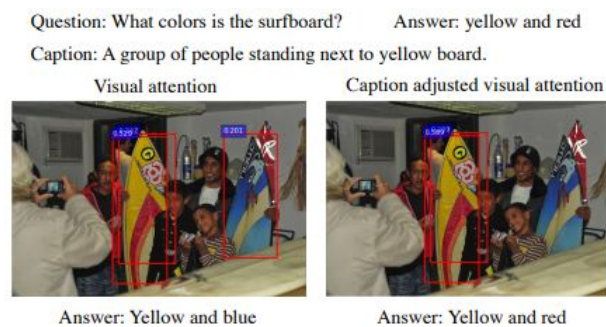 Question: What colors is the surfboard? Answer: yellow and red
Caption: A group of people standing next to yellow board.
Visual attention Caption adjusted visual attention
0.529
0.201
0.589
Answer: Yellow and blue Answer: Yellow and red